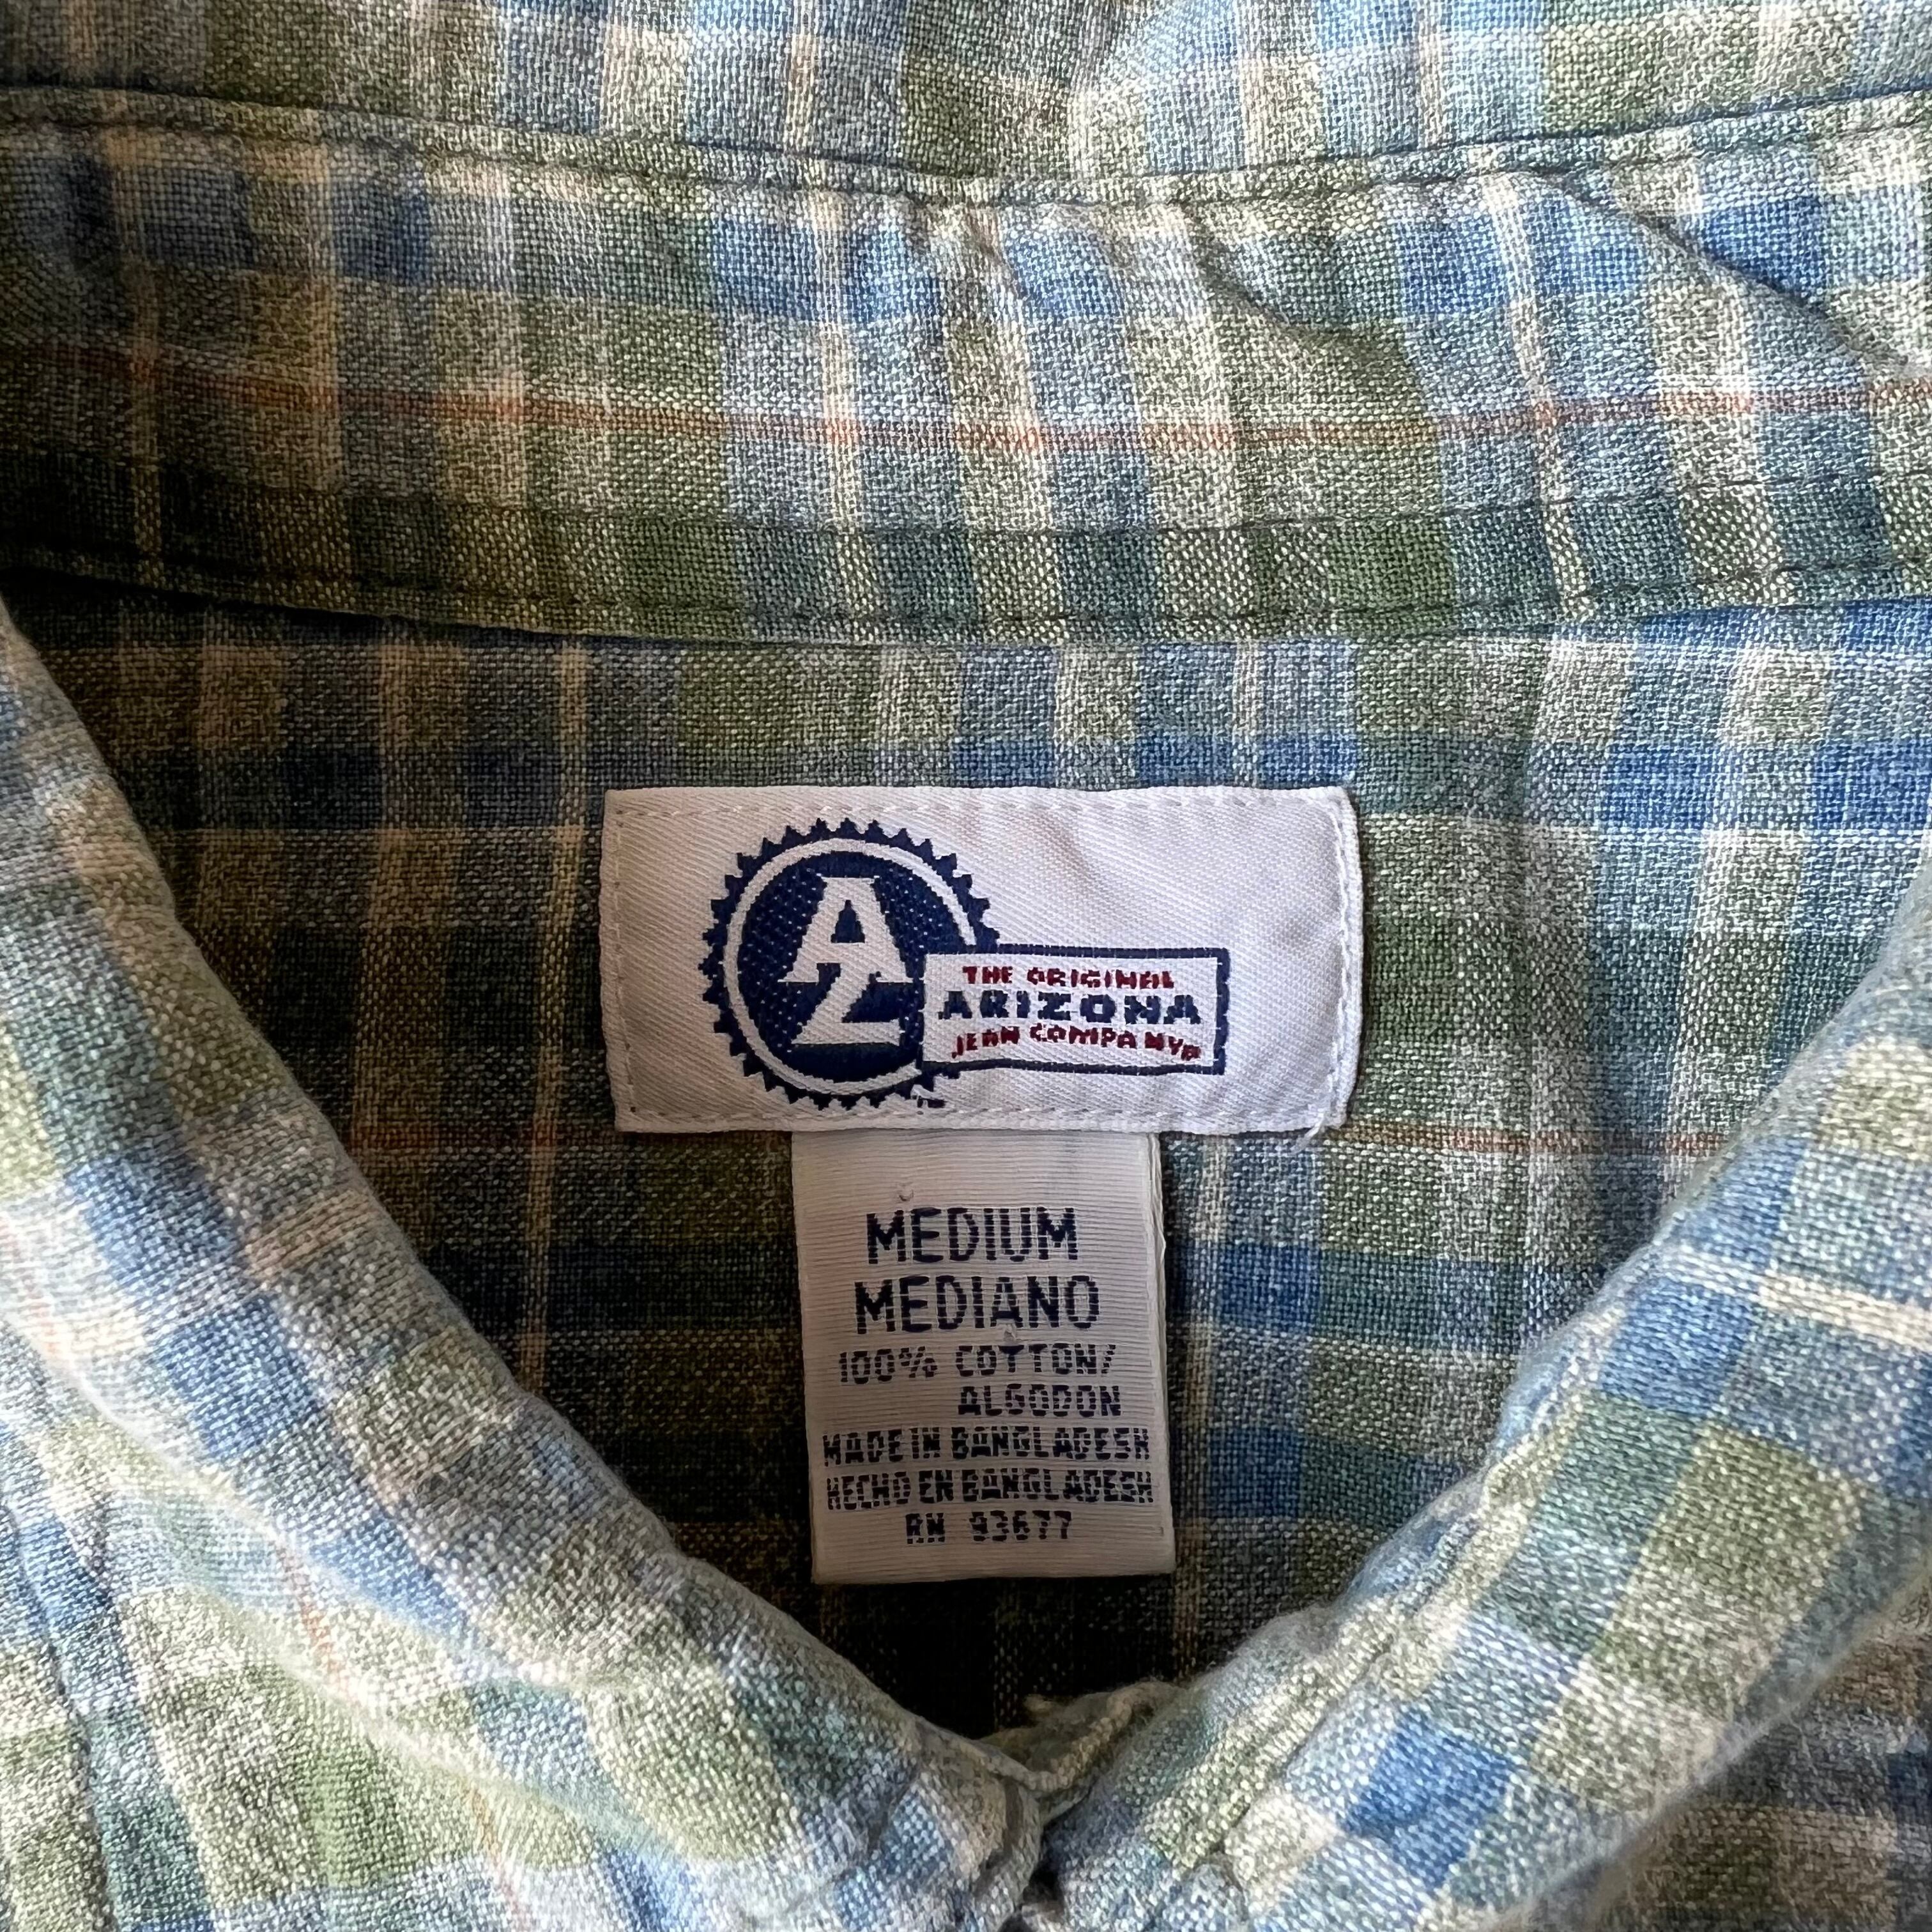 AZ
THE ORIGINAL
ARIZONA
JEAN COMPANY
MEDIUM
MEDIANO
100% COTTON/
ALGODON
MADE IN BANGLADESH
HECHO EN BANGLADESH
RN 93677